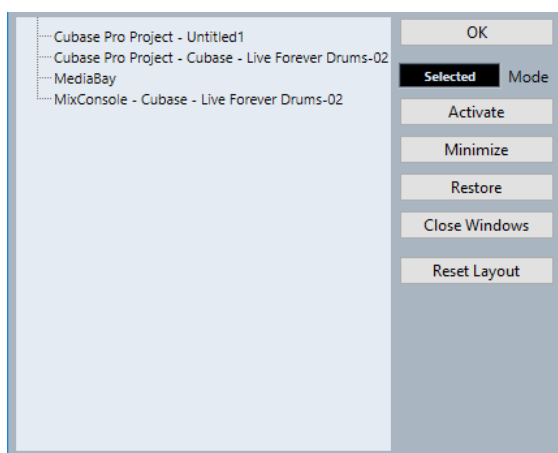 Cubase Pro Project - Untitled1
Cubase Pro Project - Cubase - Live Forever Drums-02
MediaBay
MixConsole - Cubase - Live Forever Drums-02
OK
Selected Mode
Activate
Minimize
Restore
Close Windows
Reset Layout